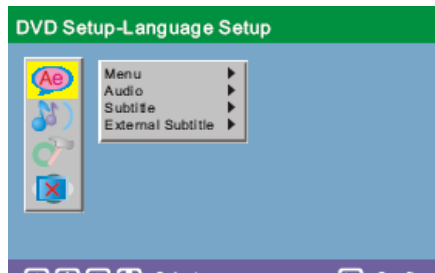 DVD Setup-Language Setup
Ae
Menu
Audio
Subtitle
External Subtitle